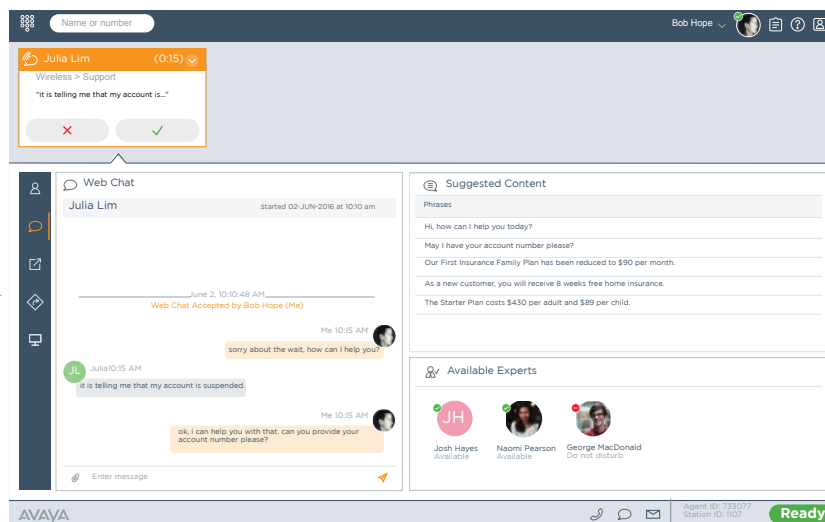 Name or number
Bob Hope
Julia Lim (0:15)
Wireless > Support
"it is telling me that my account is..."
Web Chat
Julia Lim Started 02-JUN-2016 at 10:10 am
June 2, 10:10:48 AM
Web Chat Accepted by Bob Hope (Me)
Me 10:15 AM
sorry about the wait, how can I help you?
JL
Julia10:15 AM
it is telling me that my account is suspended.
Me 10:15 AM
ok, i can help you with that. can you provide your
account number please?
Enter message
Suggested Content
Phrases
Hi, how can I help you today?
May I have your account number please?
Our First Insurance Family Plan has been reduced to $90 per month.
As a new customer, you will receive 8 weeks free home insurance.
The Starter Plan costs $430 per adult and $89 per child.
Available Experts
JH
Josh Hayes
Available
Naomi Pearson
Available
George MacDonald
Do not disturb
AVAYA
Agent ID: 733077
Station ID: 1107
Ready